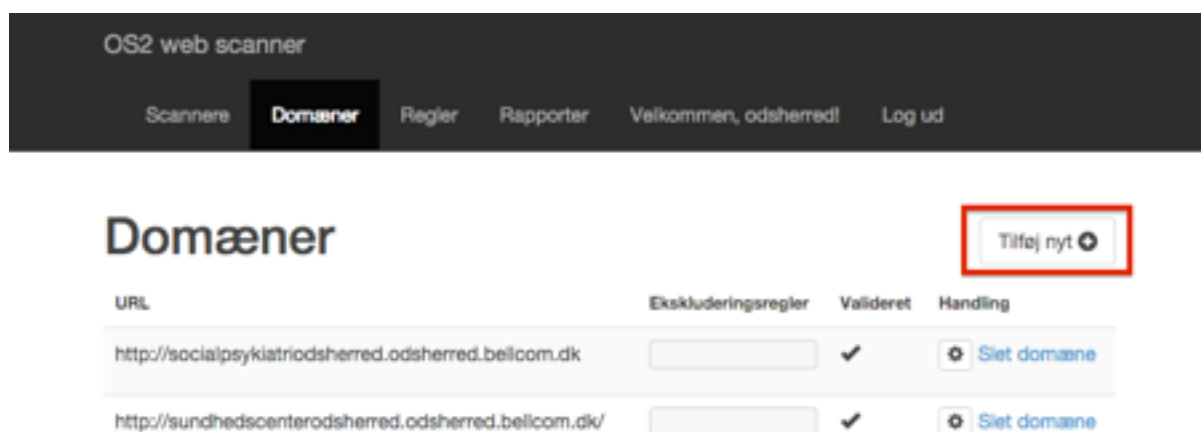 OS2 web scanner
Scannere Domæner Regler Rapporter Velkommen, odsherred! Log ud
Domæner
Tilføj nyt
URL Ekskluderingsregler Valideret Handling
http://socialpsykiatriodsherred.odsherred.bellcom.dk Slet domæne
http://sundhedscenterodsherred.odsherred.bellcom.dk/ Slet domæne